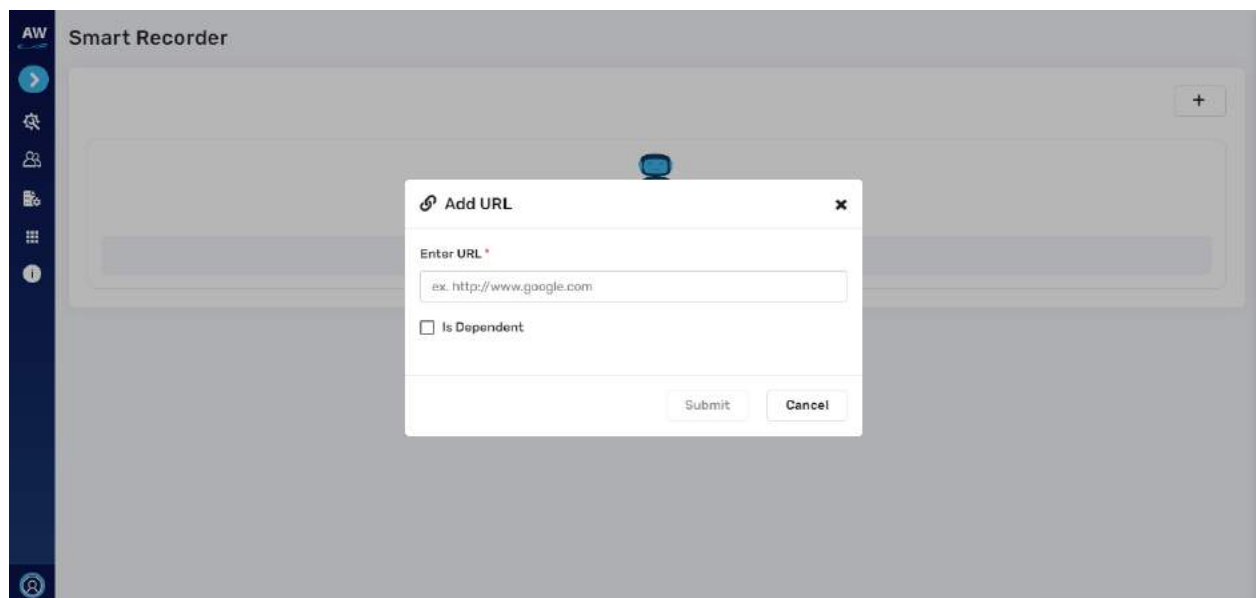 AW
Smart Recorder
+
Add URL
Enter URL *
ex. http://www.google.com
Is Dependent
Submit
Cancel